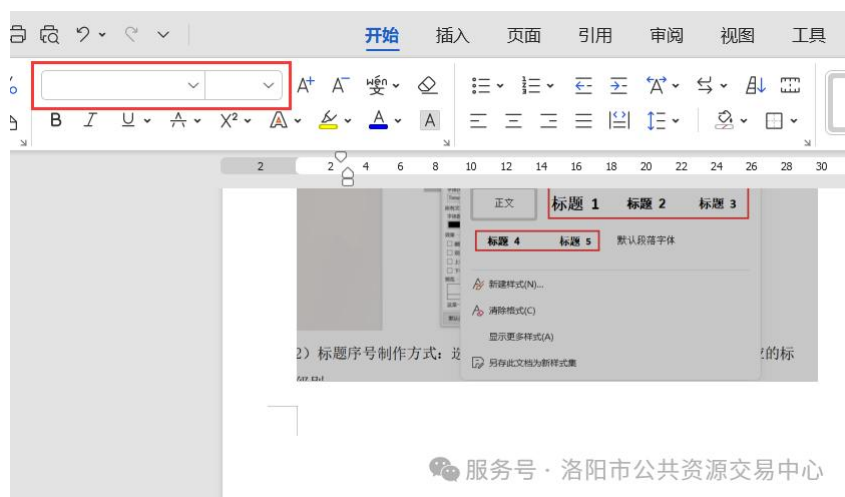 开始 插入 页面 引用 审阅 视图 工具
A+ A- wén
B I U A X² A A A
2 2 4 6 8 10 12 14 16 18 20 22 24 26 28 30
正文 标题 1 标题 2 标题 3
标题 4 标题 5 默认段落字体
新建样式(N)...
清除格式(C)
显示更多样式(A)
2）标题序号制作方式：选 的标
另存此文档为新样式集
服务号 · 洛阳市公共资源交易中心